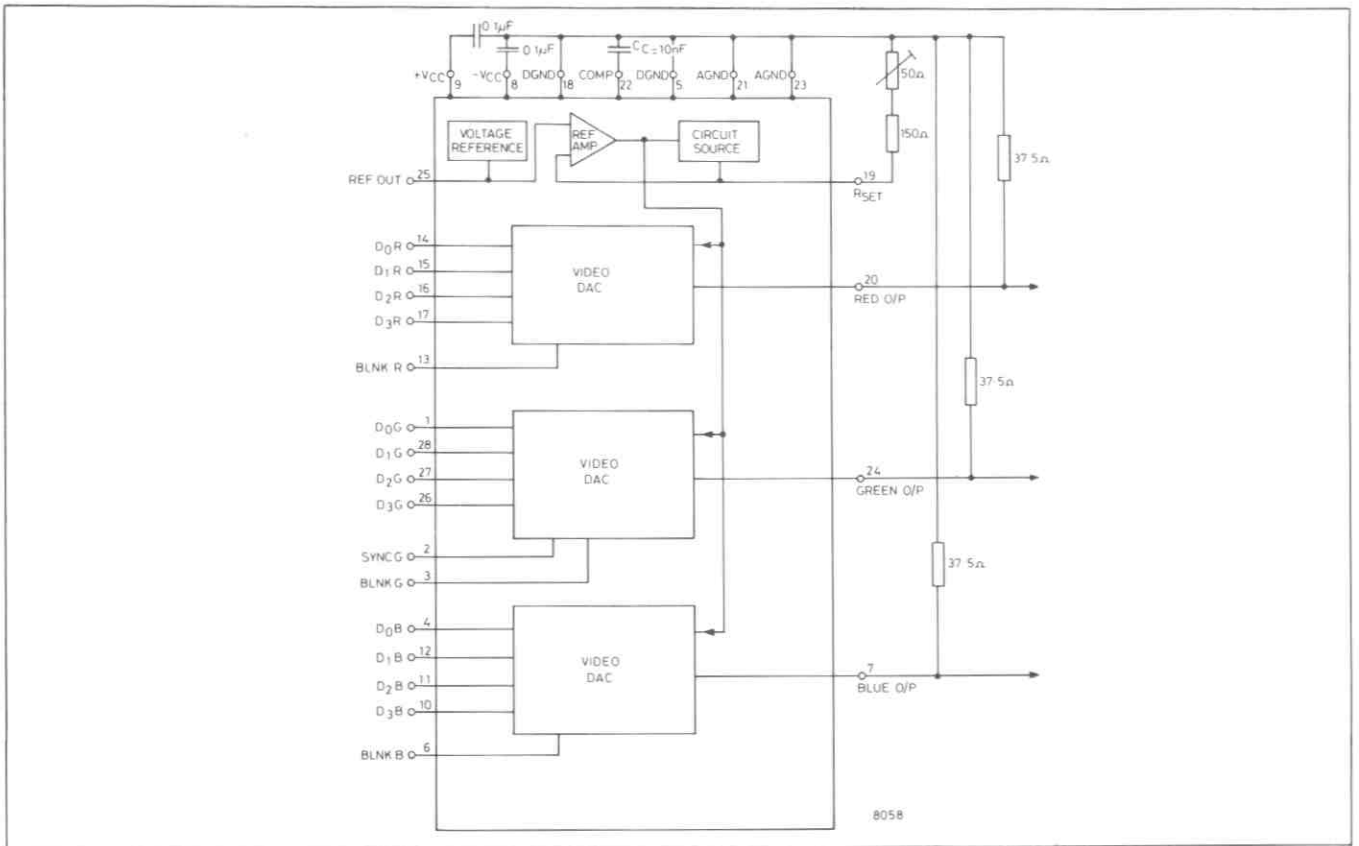 0.1µF
0.1µF
CC=10nF
+VCC
-VCC
DGND
COMP
DGND
AGND
AGND
9
8
18
22
5
21
23
50Ω
150Ω
37·5Ω
VOLTAGE
REFERENCE
REF
AMP
CIRCUIT
SOURCE
REF OUT
25
19
RSET
D0R
14
D1R
15
D2R
16
D3R
17
BLNK R
13
VIDEO
DAC
20
RED O/P
37·5Ω
D0G
1
D1G
28
D2G
27
D3G
26
SYNC G
2
BLNK G
3
VIDEO
DAC
24
GREEN O/P
37·5Ω
D0B
4
D1B
12
D2B
11
D3B
10
BLNK B
6
VIDEO
DAC
7
BLUE O/P
8058